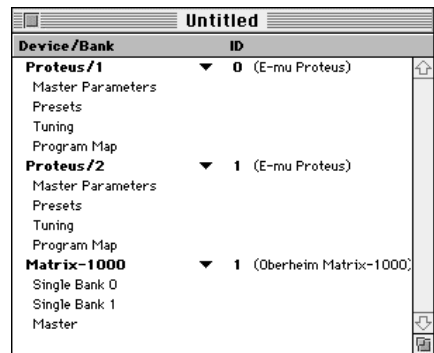 Untitled
Device/Bank ID
Proteus/1 0 (E-mu Proteus)
Master Parameters
Presets
Tuning
Program Map
Proteus/2 1 (E-mu Proteus)
Master Parameters
Presets
Tuning
Program Map
Matrix-1000 1 (Oberheim Matrix-1000)
Single Bank 0
Single Bank 1
Master